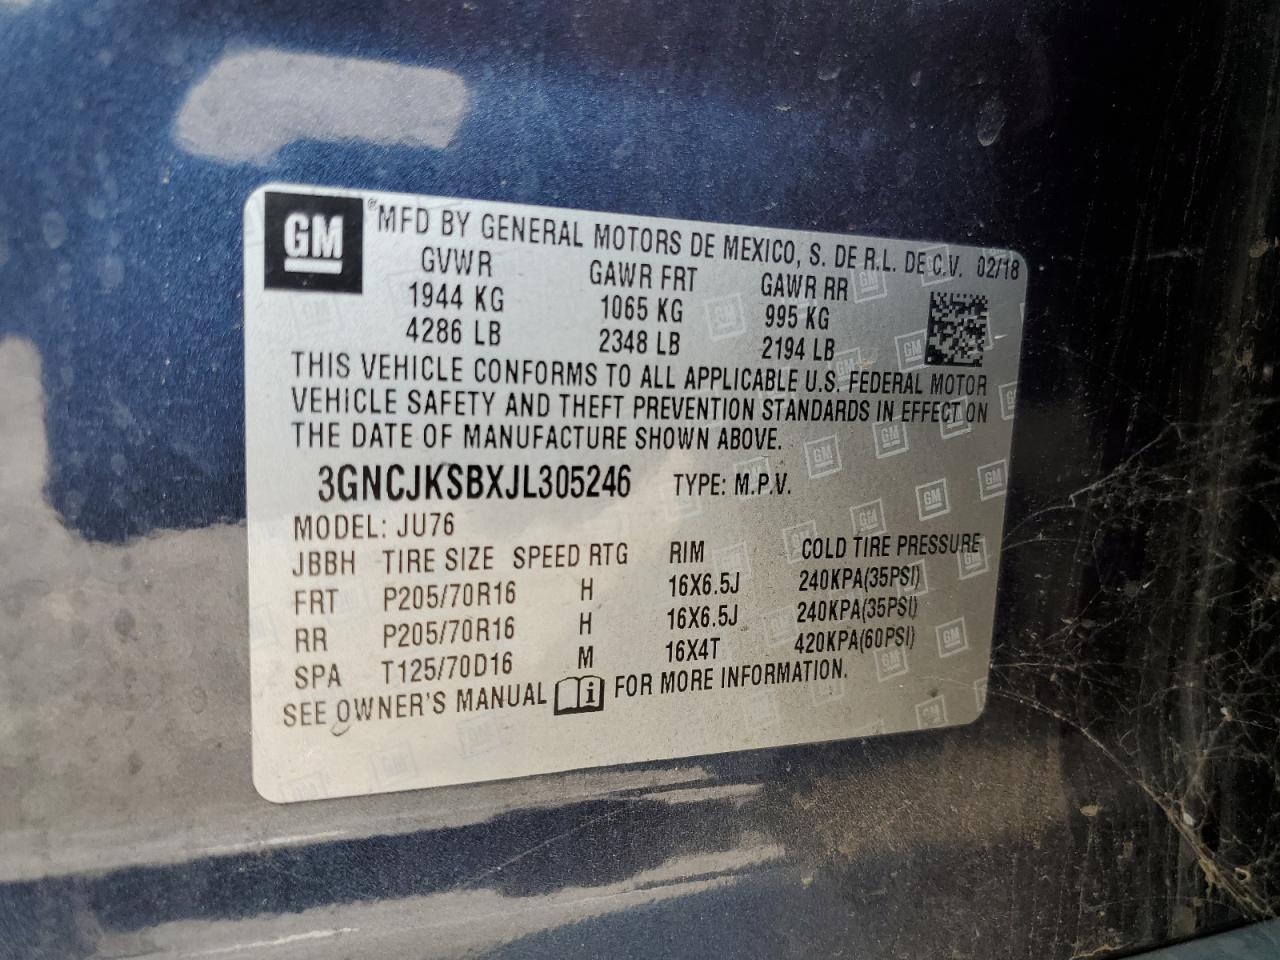 GM ®MFD BY GENERAL MOTORS DE MEXICO, S. DE R.L. DE C.V. 02/18
GVWR GAWR FRT GAWR RR
1944 KG 1065 KG 995 KG
4286 LB 2348 LB 2194 LB
THIS VEHICLE CONFORMS TO ALL APPLICABLE U.S. FEDERAL MOTOR
VEHICLE SAFETY AND THEFT PREVENTION STANDARDS IN EFFECT ON
THE DATE OF MANUFACTURE SHOWN ABOVE.
3GNCJKSBXJL305246 TYPE: M.P.V.
MODEL: JU76
JBBH TIRE SIZE SPEED RTG RIM COLD TIRE PRESSURE
FRT P205/70R16 H 16X6.5J 240KPA(35PSI)
RR P205/70R16 H 16X6.5J 240KPA(35PSI)
SPA T125/70D16 M 16X4T 420KPA(60PSI)
SEE OWNER'S MANUAL i FOR MORE INFORMATION.